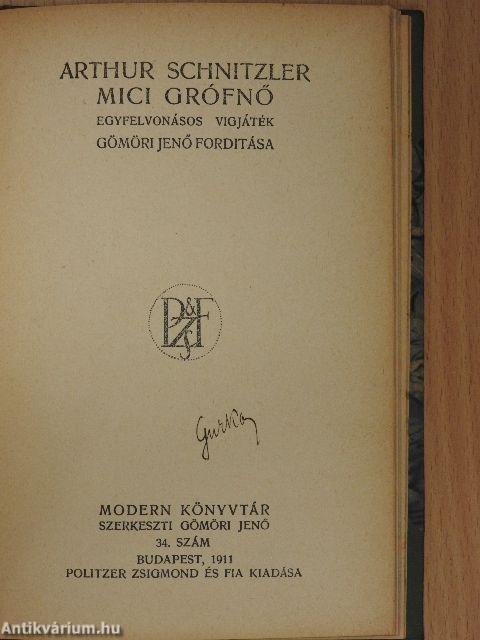 ARTHUR SCHNITZLER
MICI GRÓFNŐ
EGYFELVONÁSOS VIGJÁTÉK
GÖMÖRI JENŐ FORDITÁSA
MODERN KÖNYVTÁR
SZERKESZTI GÖMÖRI JENŐ
34. SZÁM
BUDAPEST, 1911
POLITZER ZSIGMOND ÉS FIA KIADÁSA
Antikvárium.hu